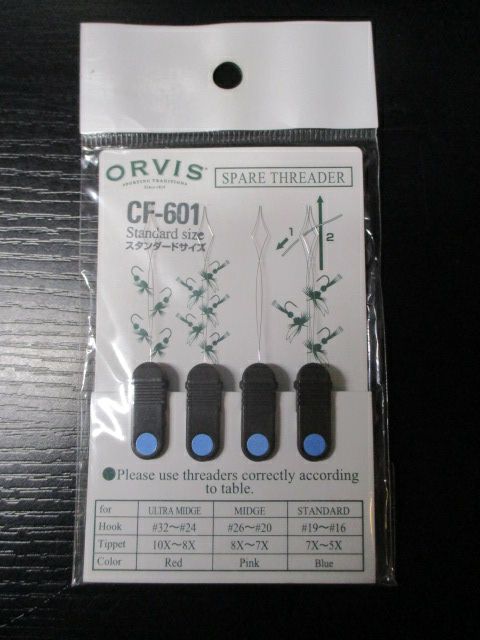 ORVIS®
SPORTING TRADITIONS
Since 1856
SPARE THREADER
CF-601
Standard size
スタンダードサイズ
1
2
●Please use threaders correctly according
to table.
for ULTRA MIDGE MIDGE STANDARD
Hook #32〜#24 #26〜#20 #19〜#16
Tippet 10X〜8X 8X〜7X 7X〜5X
Color Red Pink Blue